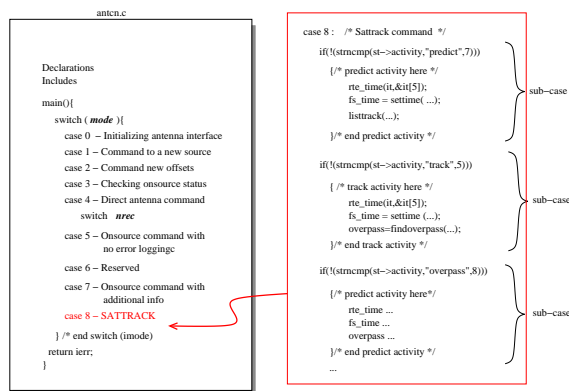 antcn.c
Declarations
Includes
main(){
switch ( mode ){
case 0 – Initializing antenna interface
case 1 – Command to a new source
case 2 – Command new offsets
case 3 – Checking onsource status
case 4 – Direct antenna command
switch nrec
case 5 – Onsource command with
no error loggingc
case 6 – Reserved
case 7 – Onsource command with
additional info
case 8 – SATTRACK
} /* end switch (imode)
return ierr;
}
case 8 : /* Sattrack command */
if(!(strncmp(st–>activity,"predict",7)))
{/* predict activity here */
rte_time(it,&it[5]);
fs_time = settime( ...);
listtrack(...);
}/* end predict activity */
sub−case
if(!(strncmp(st–>activity,"track",5)))
{ /* track activity here */
rte_time(it,&it[5]);
fs_time = settime (...);
overpass=findoverpass(...);
}/* end track activity */
sub−case
if(!(strncmp(st–>activity,"overpass",8)))
{/* predict activity here*/
rte_time ...
fs_time ...
overpass ...
}/* end predict activity */
...
sub−case